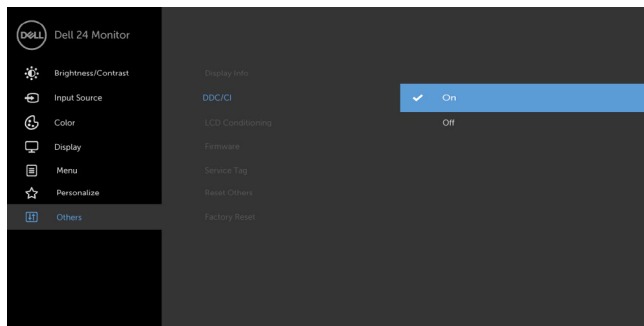 DELL Dell 24 Monitor
Brightness/Contrast
Input Source
Color
Display
Menu
Personalize
Others
Display Info
DDC/CI
LCD Conditioning
Firmware
Service Tag
Reset Others
Factory Reset
On
Off